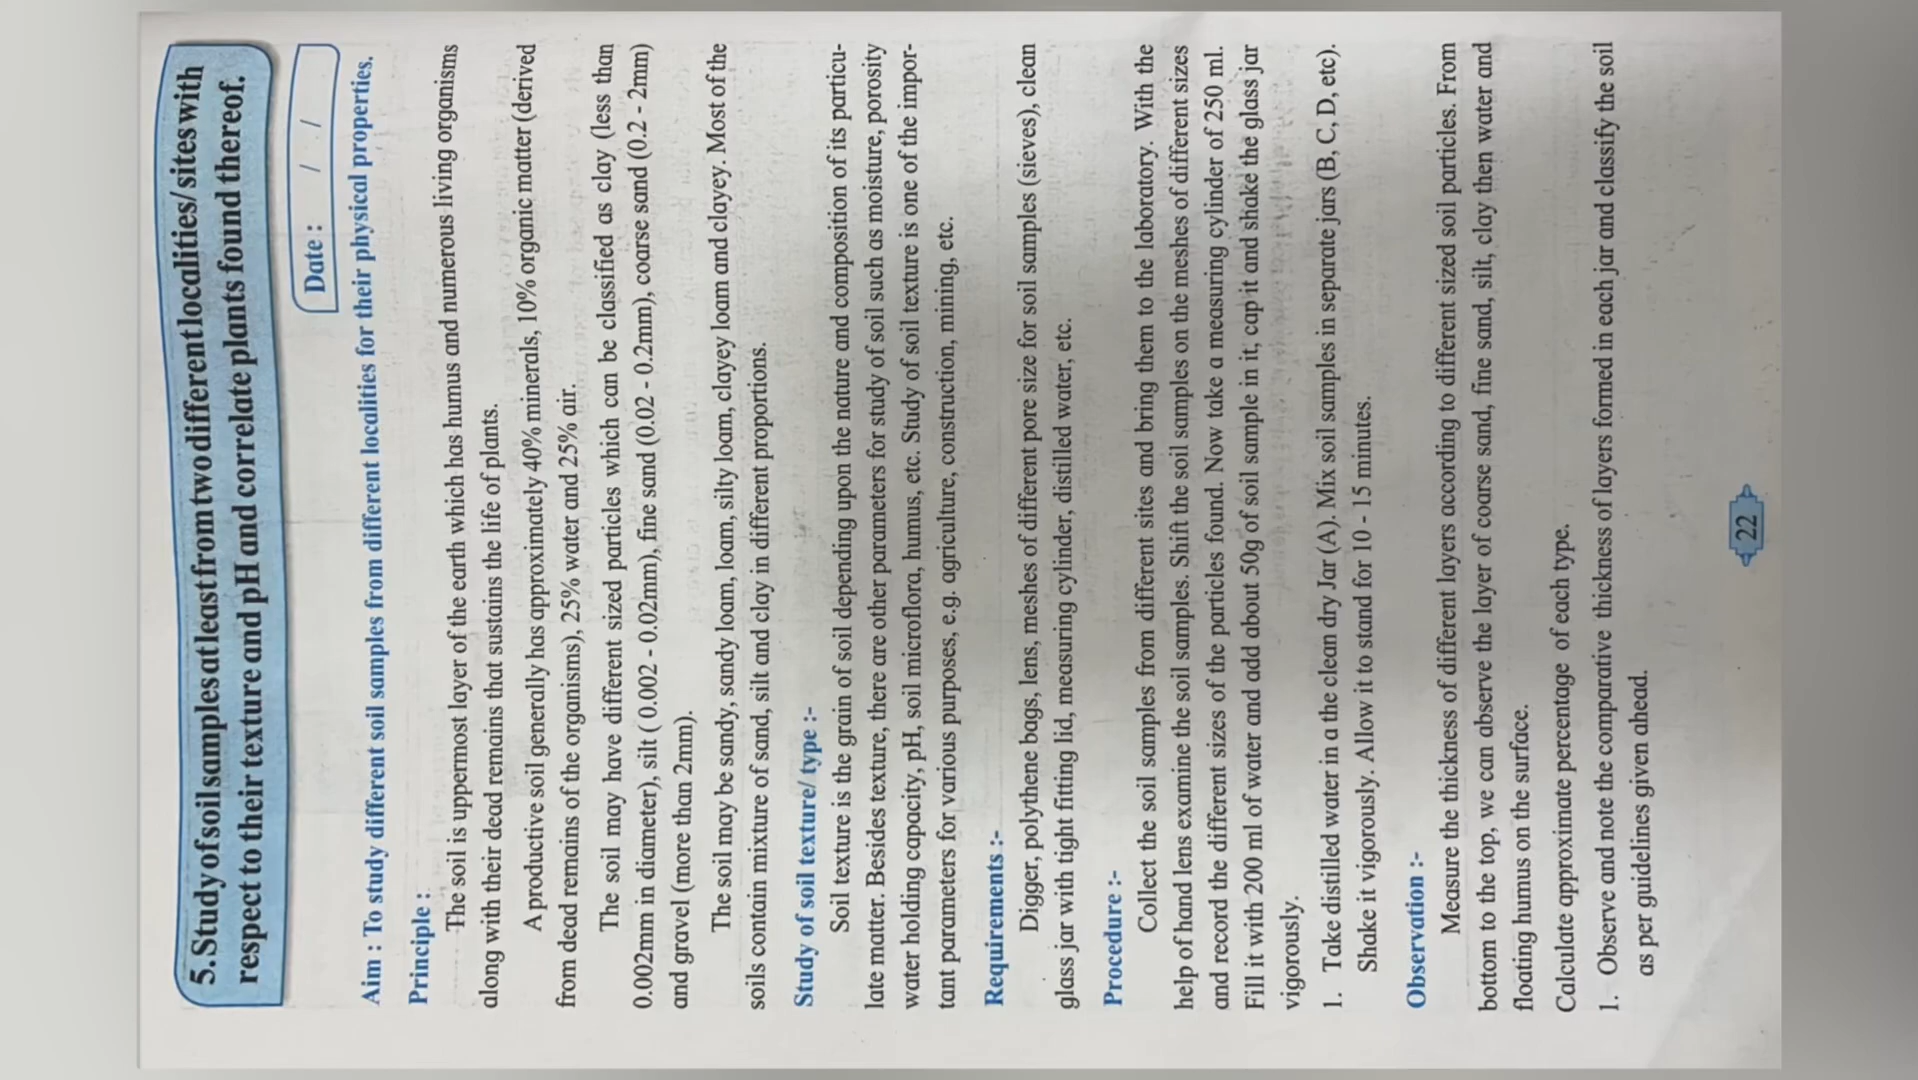 5. Study of soil samples at least from two different localities/ sites with
respect to their texture and pH and correlate plants found thereof.
Date : / /
Aim : To study different soil samples from different localities for their physical properties.
Principle :
The soil is uppermost layer of the earth which has humus and numerous living organisms
along with their dead remains that sustains the life of plants.
A productive soil generally has approximately 40% minerals, 10% organic matter (derived
from dead remains of the organisms), 25% water and 25% air.
The soil may have different sized particles which can be classified as clay (less than
0.002mm in diameter), silt ( 0.002 - 0.02mm), fine sand (0.02 - 0.2mm), coarse sand (0.2 - 2mm)
and gravel (more than 2mm).
The soil may be sandy, sandy loam, loam, silty loam, clayey loam and clayey. Most of the
soils contain mixture of sand, silt and clay in different proportions.
Study of soil texture/ type :-
Soil texture is the grain of soil depending upon the nature and composition of its particu-
late matter. Besides texture, there are other parameters for study of soil such as moisture, porosity
water holding capacity, pH, soil microflora, humus, etc. Study of soil texture is one of the impor-
tant parameters for various purposes, e.g. agriculture, construction, mining, etc.
Requirements :-
Digger, polythene bags, lens, meshes of different pore size for soil samples (sieves), clean
glass jar with tight fitting lid, measuring cylinder, distilled water, etc.
Procedure :-
Collect the soil samples from different sites and bring them to the laboratory. With the
help of hand lens examine the soil samples. Shift the soil samples on the meshes of different sizes
and record the different sizes of the particles found. Now take a measuring cylinder of 250 ml.
Fill it with 200 ml of water and add about 50g of soil sample in it, cap it and shake the glass jar
vigorously.
1. Take distilled water in a the clean dry Jar (A). Mix soil samples in separate jars (B, C, D, etc).
Shake it vigorously. Allow it to stand for 10 - 15 minutes.
Observation :-
Measure the thickness of different layers according to different sized soil particles. From
bottom to the top, we can observe the layer of coarse sand, fine sand, silt, clay then water and
floating humus on the surface.
Calculate approximate percentage of each type.
1. Observe and note the comparative thickness of layers formed in each jar and classify the soil
as per guidelines given ahead.
22